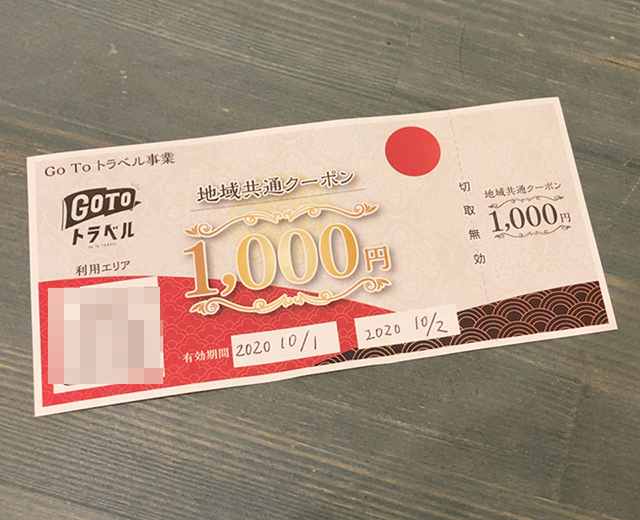 Go To トラベル事業
GOTO
トラベル
利用エリア
地域共通クーポン
1,000円
有効期間 2020 10/1 2020 10/2
切取無効
地域共通クーポン
1,000円